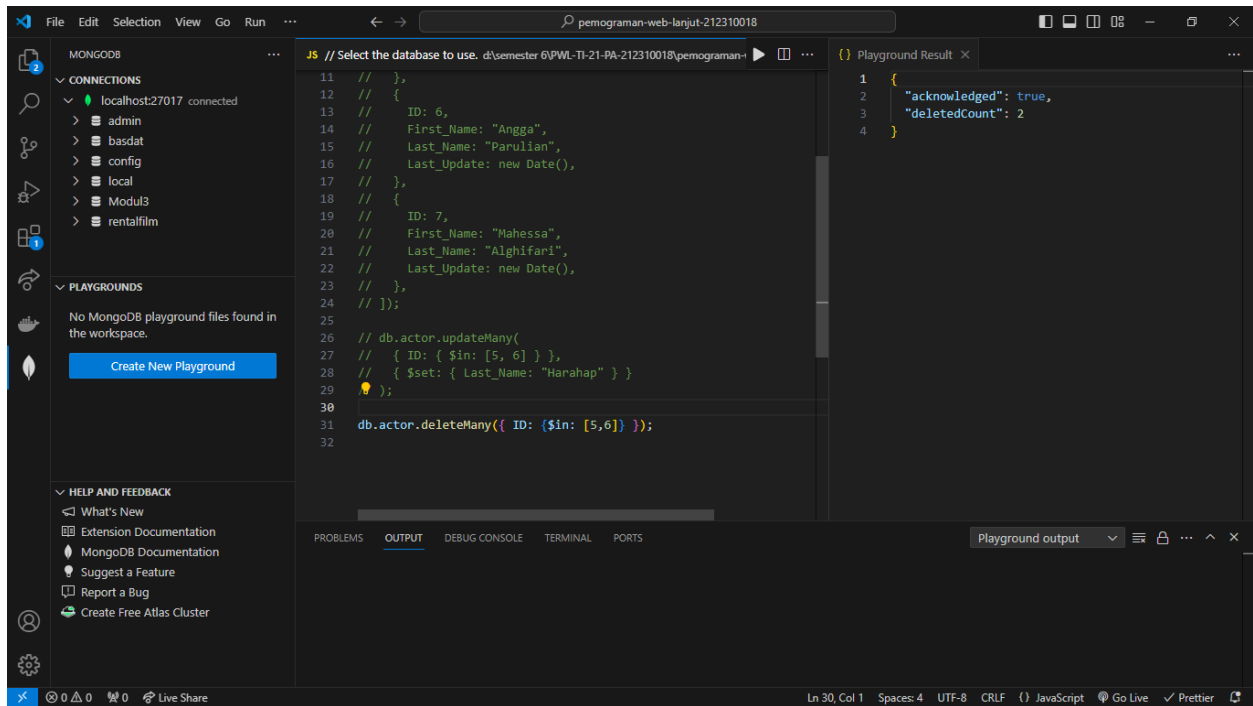 File Edit Selection View Go Run ··· ← → pemograman-web-lanjut-212310018
MONGODB ···
CONNECTIONS
localhost:27017 connected
admin
basdat
config
local
Modul3
rentalfilm
PLAYGROUNDS
No MongoDB playground files found in
the workspace.
Create New Playground
HELP AND FEEDBACK
What's New
Extension Documentation
MongoDB Documentation
Suggest a Feature
Report a Bug
Create Free Atlas Cluster
2
1
JS // Select the database to use. d:\semester 6\PWL-TI-21-PA-212310018\pemograman-
11 //   },
12 //   {
13 //     ID: 6,
14 //     First_Name: "Angga",
15 //     Last_Name: "Parulian",
16 //     Last_Update: new Date(),
17 //   },
18 //   {
19 //     ID: 7,
20 //     First_Name: "Mahessa",
21 //     Last_Name: "Alghifari",
22 //     Last_Update: new Date(),
23 //   },
24 // ]);
25
26 // db.actor.updateMany(
27 //   { ID: { $in: [5, 6] } },
28 //   { $set: { Last_Name: "Harahap" } }
29 );
30
31 db.actor.deleteMany({ ID: {$in: [5,6]} });
32
{ } Playground Result ×
1 {
2   "acknowledged": true,
3   "deletedCount": 2
4 }
PROBLEMS OUTPUT DEBUG CONSOLE TERMINAL PORTS Playground output
0 0 0 Live Share Ln 30, Col 1 Spaces: 4 UTF-8 CRLF { } JavaScript Go Live Prettier